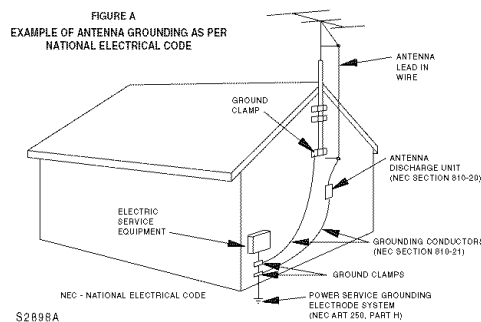 FIGURE A
EXAMPLE OF ANTENNA GROUNDING AS PER
NATIONAL ELECTRICAL CODE
ANTENNA
LEAD IN
WIRE
GROUND
CLAMP
ANTENNA
DISCHARGE UNIT
(NEC SECTION 810-20)
ELECTRIC
SERVICE
EQUIPMENT
GROUNDING CONDUCTORS
(NEC SECTION 810-21)
GROUND CLAMPS
NEC - NATIONAL ELECTRICAL CODE
POWER SERVICE GROUNDING
ELECTRODE SYSTEM
(NEC ART 250, PART H)
S2898A